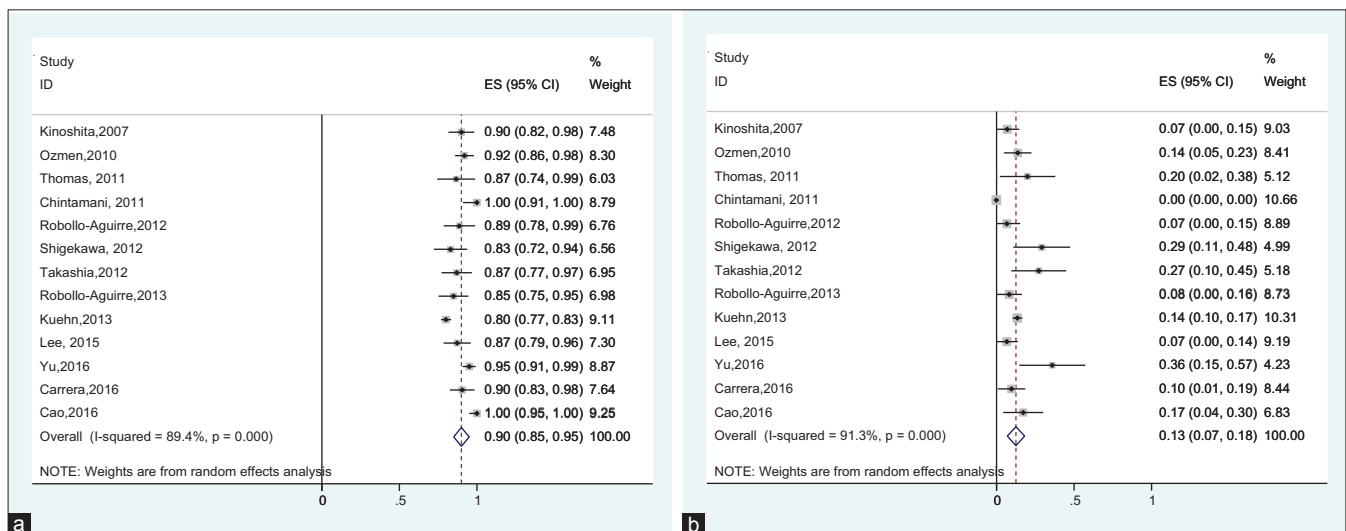 Study %
ID ES (95% CI) Weight
Kinoshita,2007 0.90 (0.82, 0.98) 7.48
Ozmen,2010 0.92 (0.86, 0.98) 8.30
Thomas, 2011 0.87 (0.74, 0.99) 6.03
Chintamani, 2011 1.00 (0.91, 1.00) 8.79
Robollo-Aguirre,2012 0.89 (0.78, 0.99) 6.76
Shigekawa, 2012 0.83 (0.72, 0.94) 6.56
Takashia,2012 0.87 (0.77, 0.97) 6.95
Robollo-Aguirre,2013 0.85 (0.75, 0.95) 6.98
Kuehn,2013 0.80 (0.77, 0.83) 9.11
Lee, 2015 0.87 (0.79, 0.96) 7.30
Yu,2016 0.95 (0.91, 0.99) 8.87
Carrera,2016 0.90 (0.83, 0.98) 7.64
Cao,2016 1.00 (0.95, 1.00) 9.25
Overall (I-squared = 89.4%, p = 0.000) 0.90 (0.85, 0.95) 100.00
NOTE: Weights are from random effects analysis
0 .5 1
a
Study %
ID ES (95% CI) Weight
Kinoshita,2007 0.07 (0.00, 0.15) 9.03
Ozmen,2010 0.14 (0.05, 0.23) 8.41
Thomas, 2011 0.20 (0.02, 0.38) 5.12
Chintamani, 2011 0.00 (0.00, 0.00) 10.66
Robollo-Aguirre,2012 0.07 (0.00, 0.15) 8.89
Shigekawa, 2012 0.29 (0.11, 0.48) 4.99
Takashia,2012 0.27 (0.10, 0.45) 5.18
Robollo-Aguirre,2013 0.08 (0.00, 0.16) 8.73
Kuehn,2013 0.14 (0.10, 0.17) 10.31
Lee, 2015 0.07 (0.00, 0.14) 9.19
Yu,2016 0.36 (0.15, 0.57) 4.23
Carrera,2016 0.10 (0.01, 0.19) 8.44
Cao,2016 0.17 (0.04, 0.30) 6.83
Overall (I-squared = 91.3%, p = 0.000) 0.13 (0.07, 0.18) 100.00
NOTE: Weights are from random effects analysis
0 .5 1
b